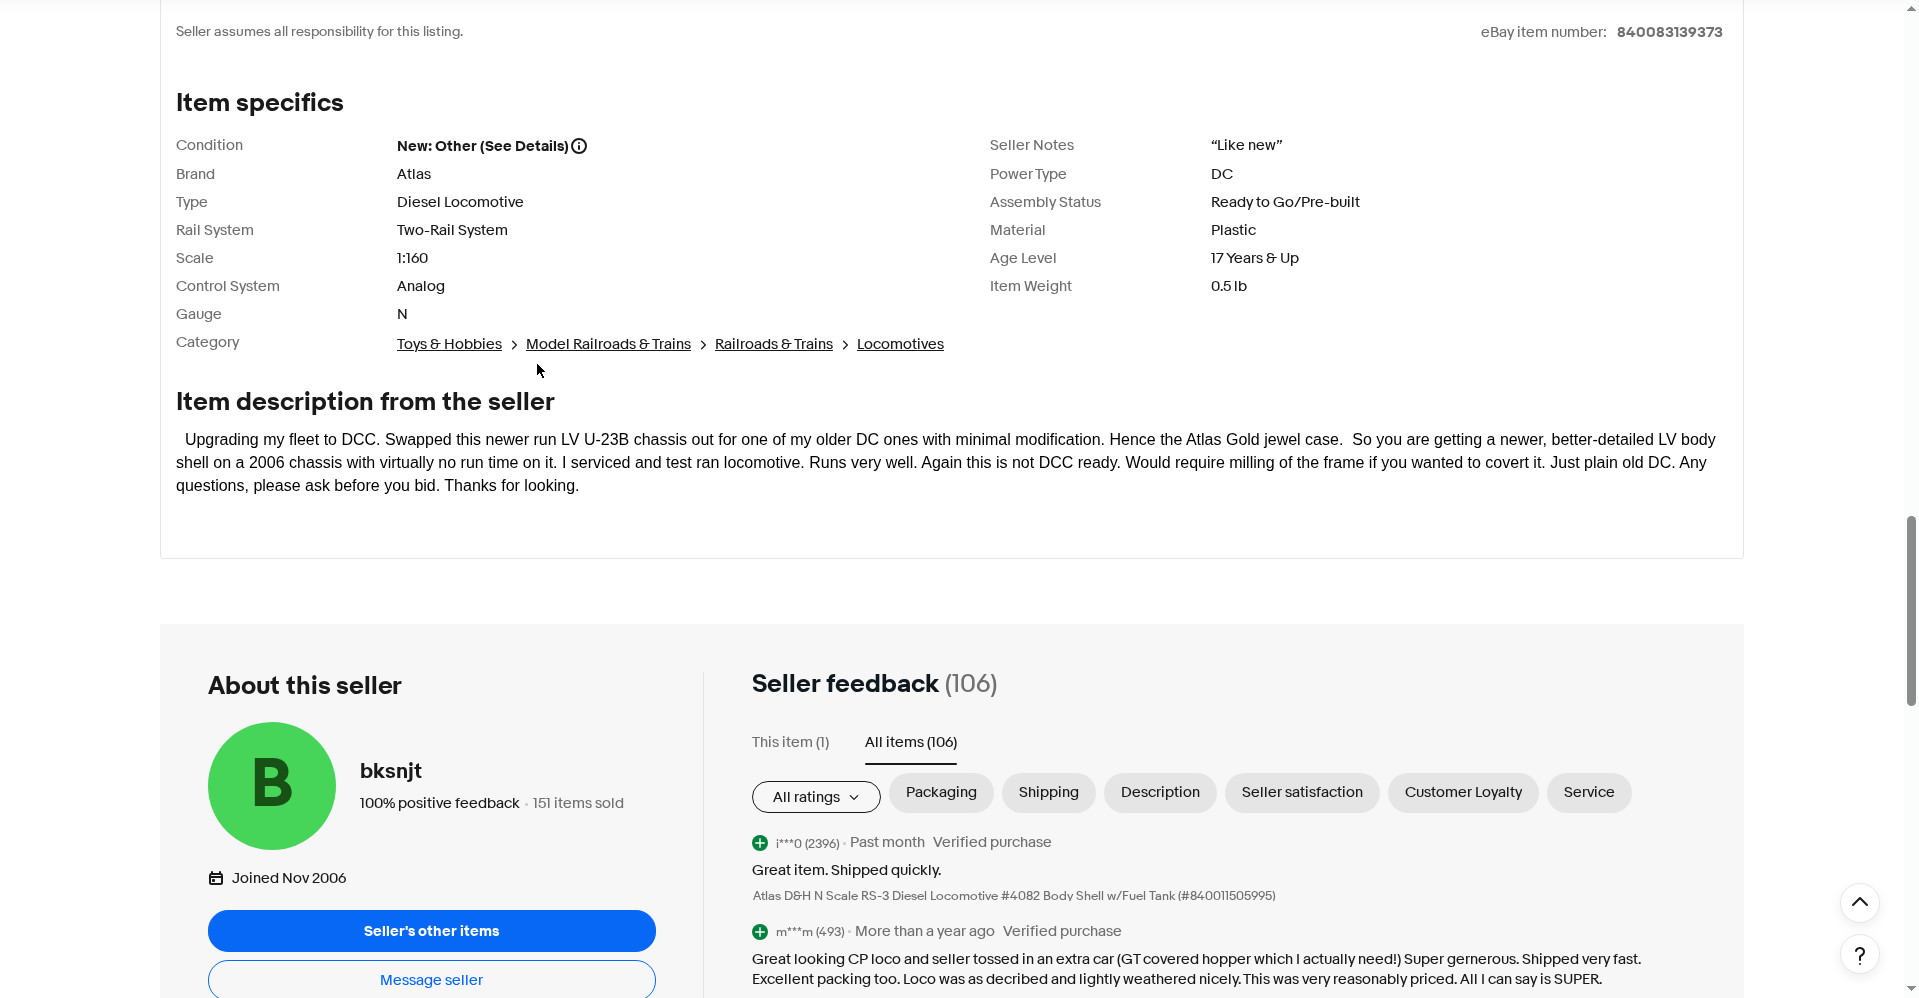 Seller assumes all responsibility for this listing.
eBay item number: 840083139373
Item specifics
Condition New: Other (See Details)
Seller Notes “Like new”
Brand Atlas
Power Type DC
Type Diesel Locomotive
Assembly Status Ready to Go/Pre-built
Rail System Two-Rail System
Material Plastic
Scale 1:160
Age Level 17 Years & Up
Control System Analog
Item Weight 0.5 lb
Gauge N
Category Toys & Hobbies > Model Railroads & Trains > Railroads & Trains > Locomotives
Item description from the seller
Upgrading my fleet to DCC. Swapped this newer run LV U-23B chassis out for one of my older DC ones with minimal modification. Hence the Atlas Gold jewel case. So you are getting a newer, better-detailed LV body
shell on a 2006 chassis with virtually no run time on it. I serviced and test ran locomotive. Runs very well. Again this is not DCC ready. Would require milling of the frame if you wanted to covert it. Just plain old DC. Any
questions, please ask before you bid. Thanks for looking.
About this seller
B
bksnjt
100% positive feedback · 151 items sold
Joined Nov 2006
Seller's other items
Message seller
Seller feedback (106)
This item (1) All items (106)
All ratings Packaging Shipping Description Seller satisfaction Customer Loyalty Service
i***0 (2396) · Past month Verified purchase
Great item. Shipped quickly.
Atlas D&H N Scale RS-3 Diesel Locomotive #4082 Body Shell w/Fuel Tank (#840011505995)
m***m (493) · More than a year ago Verified purchase
Great looking CP loco and seller tossed in an extra car (GT covered hopper which I actually need!) Super gernerous. Shipped very fast.
Excellent packing too. Loco was as decribed and lightly weathered nicely.This was very reasonably priced. All I can say is SUPER.
?